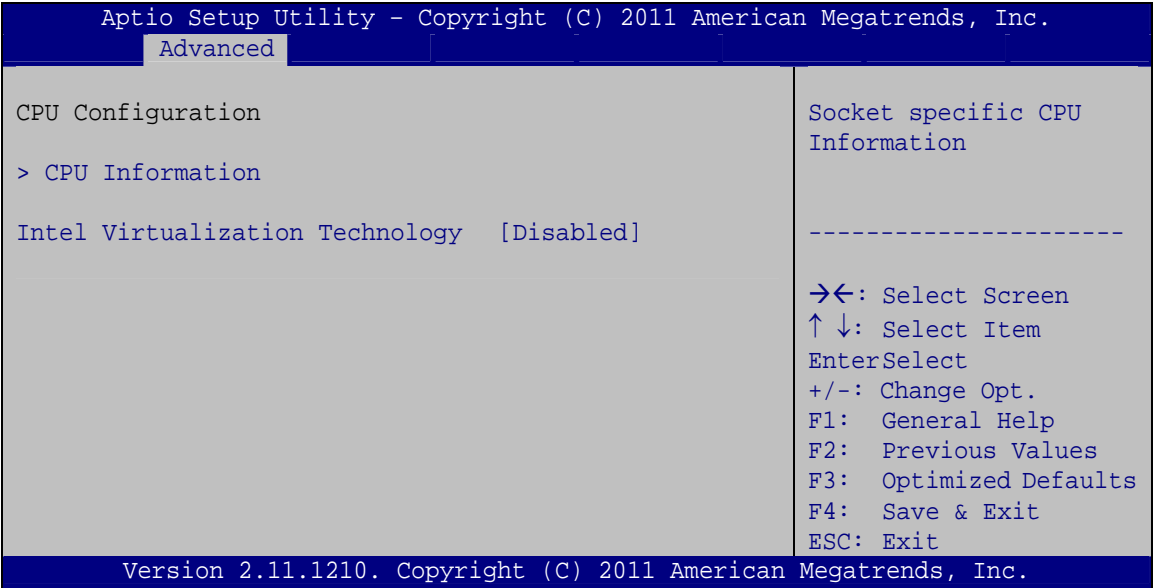 Aptio Setup Utility – Copyright (C) 2011 American Megatrends, Inc.
Advanced
CPU Configuration
> CPU Information
Intel Virtualization Technology [Disabled]
Socket specific CPU
Information
----------------------
→←: Select Screen
↑ ↓: Select Item
EnterSelect
+/-: Change Opt.
F1: General Help
F2: Previous Values
F3: Optimized Defaults
F4: Save & Exit
ESC: Exit
Version 2.11.1210. Copyright (C) 2011 American Megatrends, Inc.